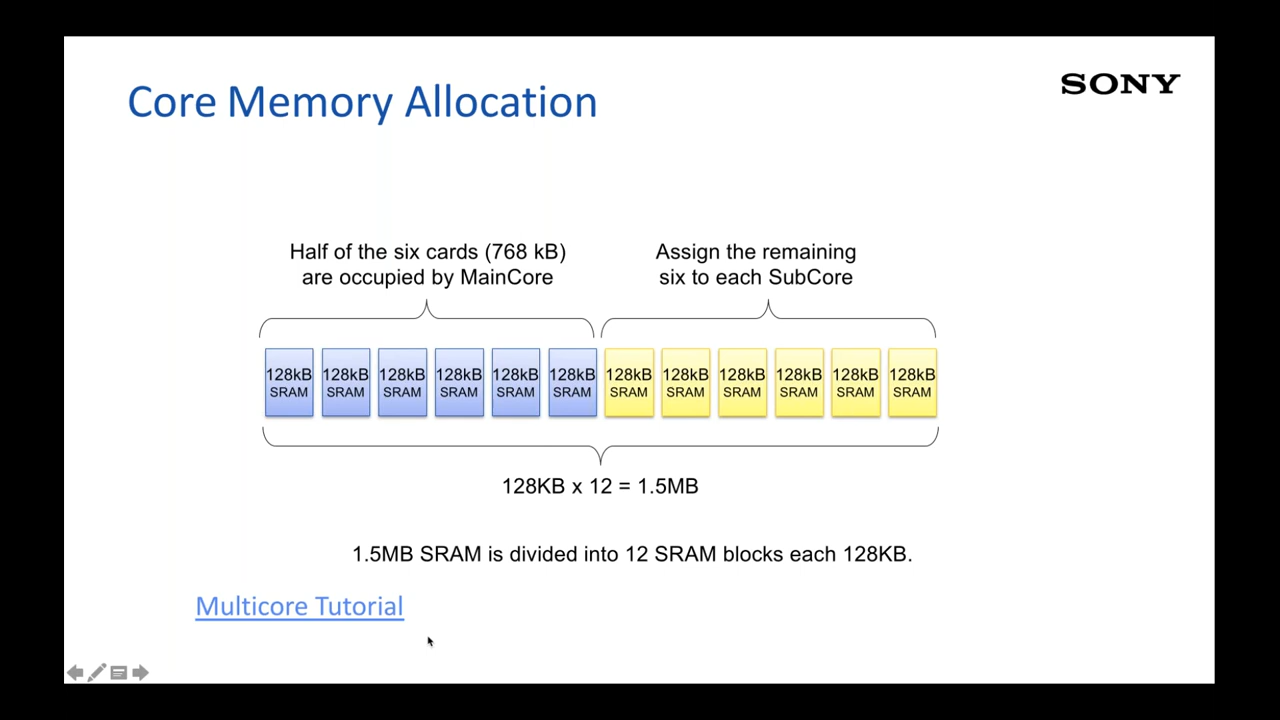 Core Memory Allocation
SONY
Half of the six cards (768 kB)
are occupied by MainCore
Assign the remaining
six to each SubCore
128kB 128kB 128kB 128kB 128kB 128kB 128kB 128kB 128kB 128kB 128kB 128kB
SRAM SRAM SRAM SRAM SRAM SRAM SRAM SRAM SRAM SRAM SRAM SRAM
128KB x 12 = 1.5MB
1.5MB SRAM is divided into 12 SRAM blocks each 128KB.
Multicore Tutorial